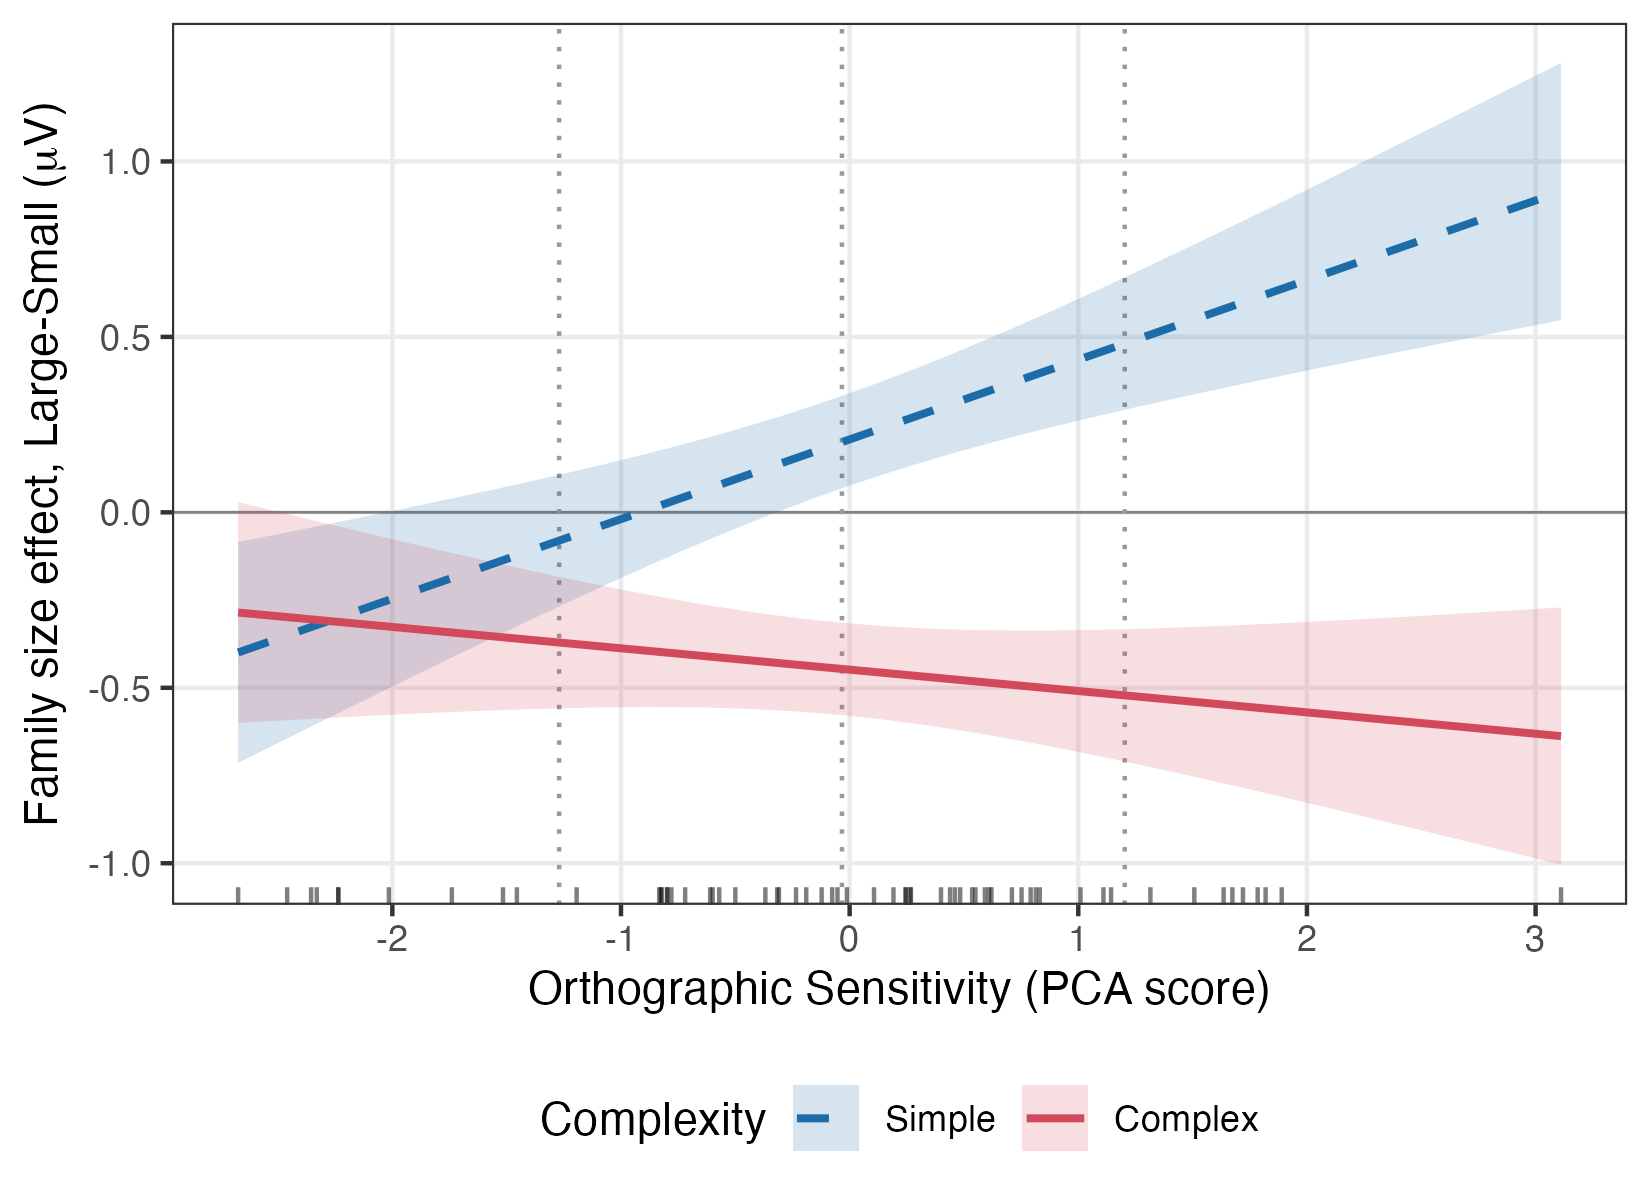 Family size effect, Large-Small (μV)
1.0
0.5
0.0
-0.5
-1.0
-2 -1 0 1 2 3
Orthographic Sensitivity (PCA score)
Complexity Simple Complex